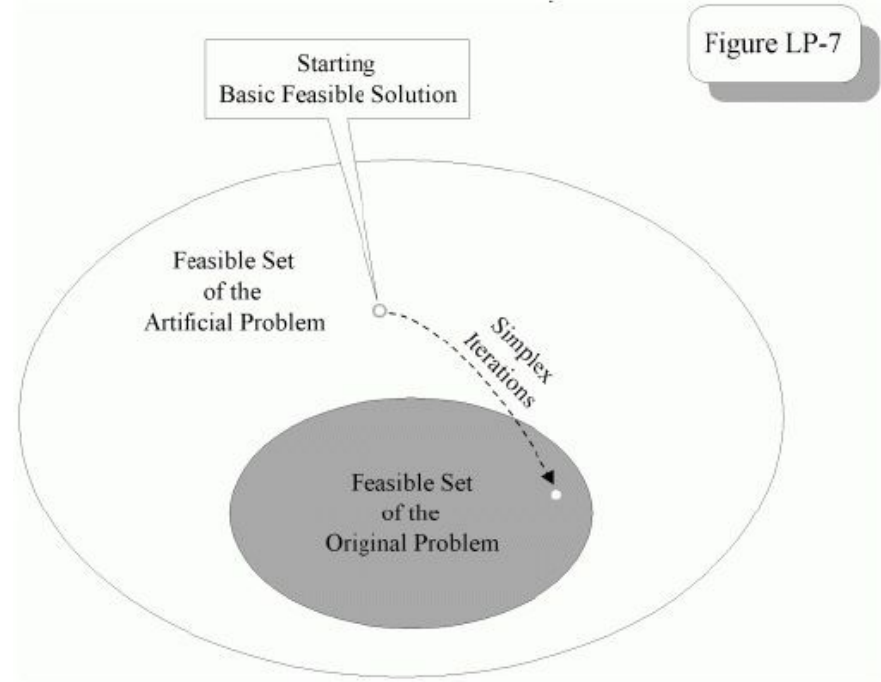 Figure LP-7
Starting
Basic Feasible Solution
Feasible Set
of the
Artificial Problem
Simplex
Iterations
Feasible Set
of the
Original Problem